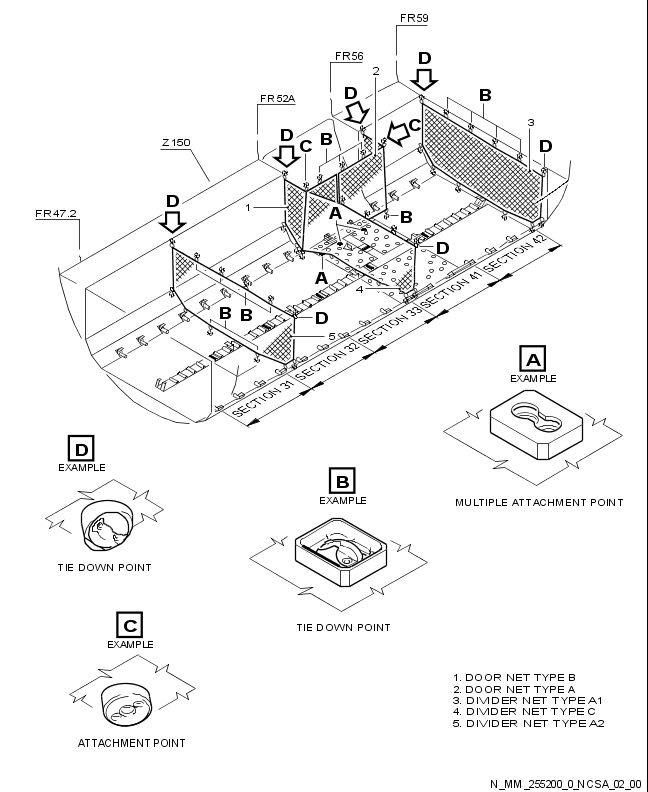 FR59
FR56
D
2
D
B
FR52A
3
D
B
C
C
D
Z150
D
1
A
B
FR47.2
D
A
4
B B
D
5
SECTION 31
SECTION 32
SECTION 33
SECTION 41
SECTION 42
A
EXAMPLE
MULTIPLE ATTACHMENT POINT
D
EXAMPLE
TIE DOWN POINT
B
EXAMPLE
TIE DOWN POINT
C
EXAMPLE
ATTACHMENT POINT
1. DOOR NET TYPE B
2. DOOR NET TYPE A
3. DIVIDER NET TYPE A1
4. DIVIDER NET TYPE C
5. DIVIDER NET TYPE A2
N_MM_255200_0_NCSA_02_00